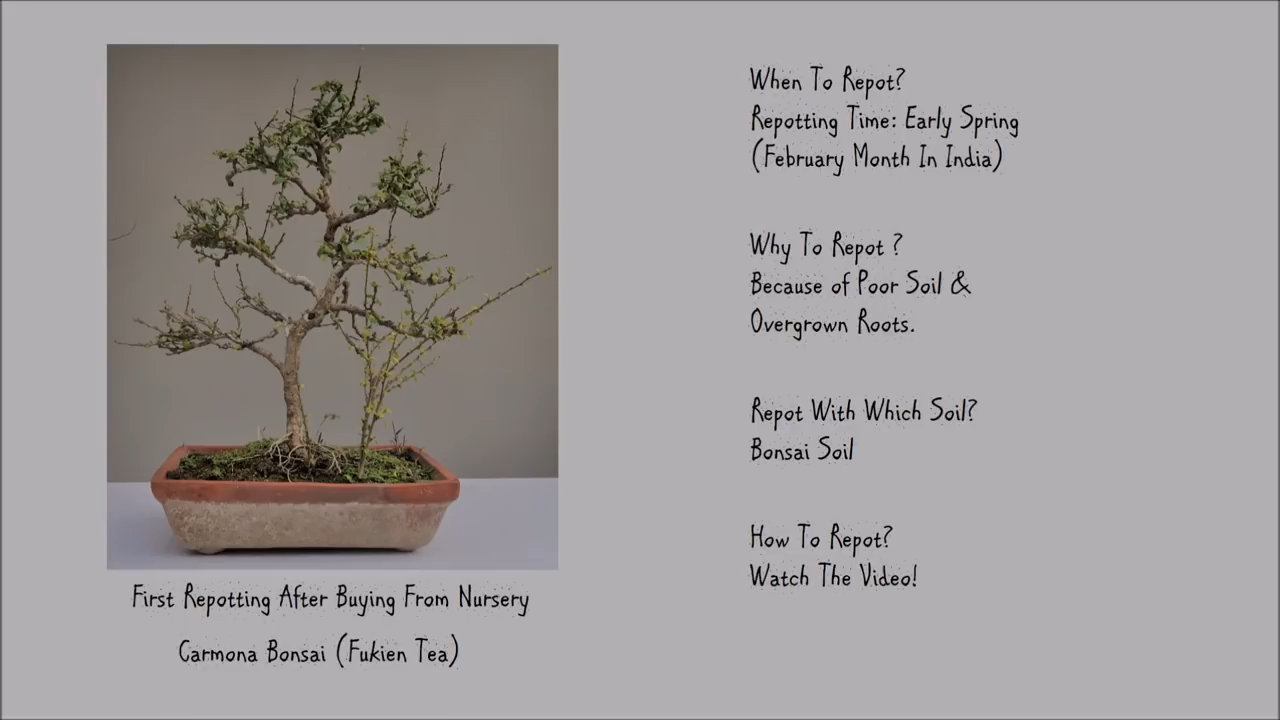 When To Repot?
Repotting Time: Early Spring
(February Month In India)
Why To Repot ?
Because of Poor Soil &
Overgrown Roots.
Repot With Which Soil?
Bonsai Soil
How To Repot?
Watch The Video!
First Repotting After Buying From Nursery
Carmona Bonsai (Fukien Tea)